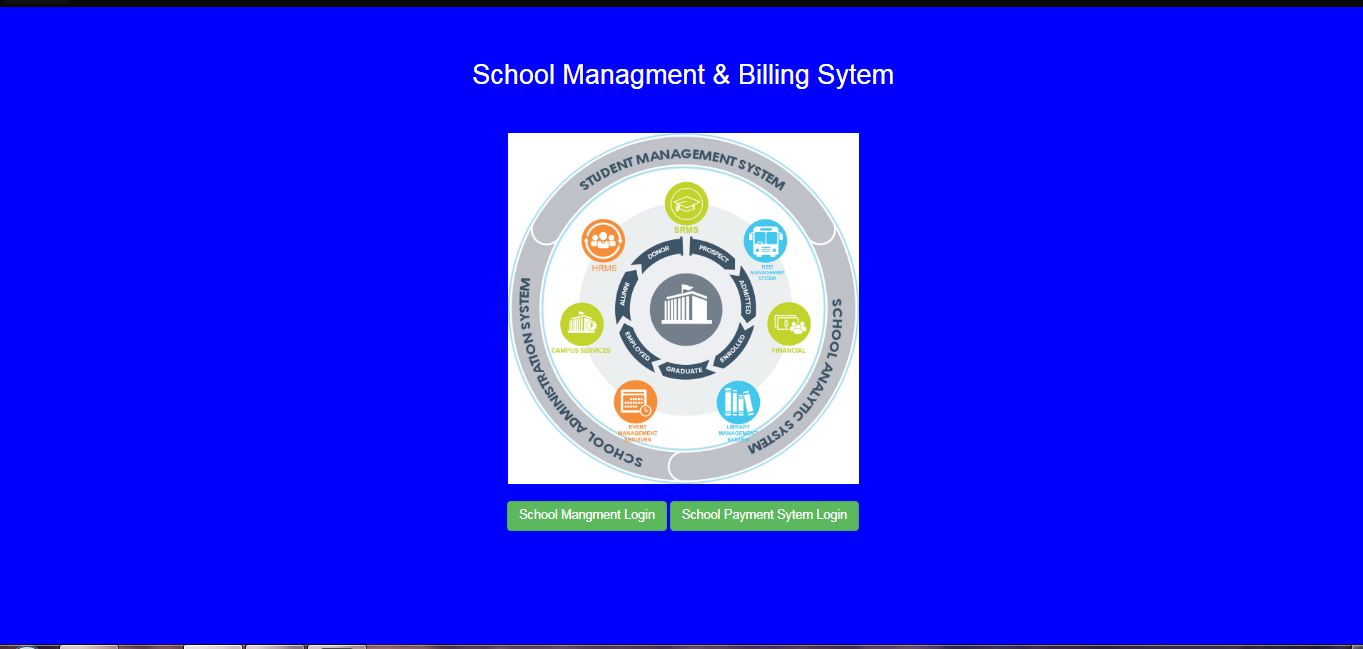 School Managment & Billing Sytem
STUDENT MANAGEMENT SYSTEM
SRMS
HRMS
FLEET
MANAGEMENT
SYSTEM
DONOR
PROSPECT
ALUMNI
ADMITTED
SCHOOL ADMINISTRATION SYSTEM
SCHOOL ANALYTIC SYSTEM
CAMPUS SERVICES
FINANCIAL
EMPLOYED
ENROLLED
GRADUATE
EVENT
MANAGEMENT
SERVIVES
LIBRARY
MANAGEMENT
SYSTEM
School Mangment Login
School Payment Sytem Login